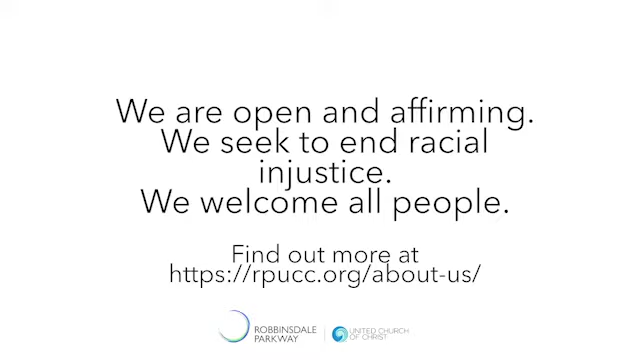 We are open and affirming.
We seek to end racial
injustice.
We welcome all people.
Find out more at
https://rpucc.org/about-us/
ROBBINSDALE
PARKWAY
UNITED CHURCH
OF CHRIST